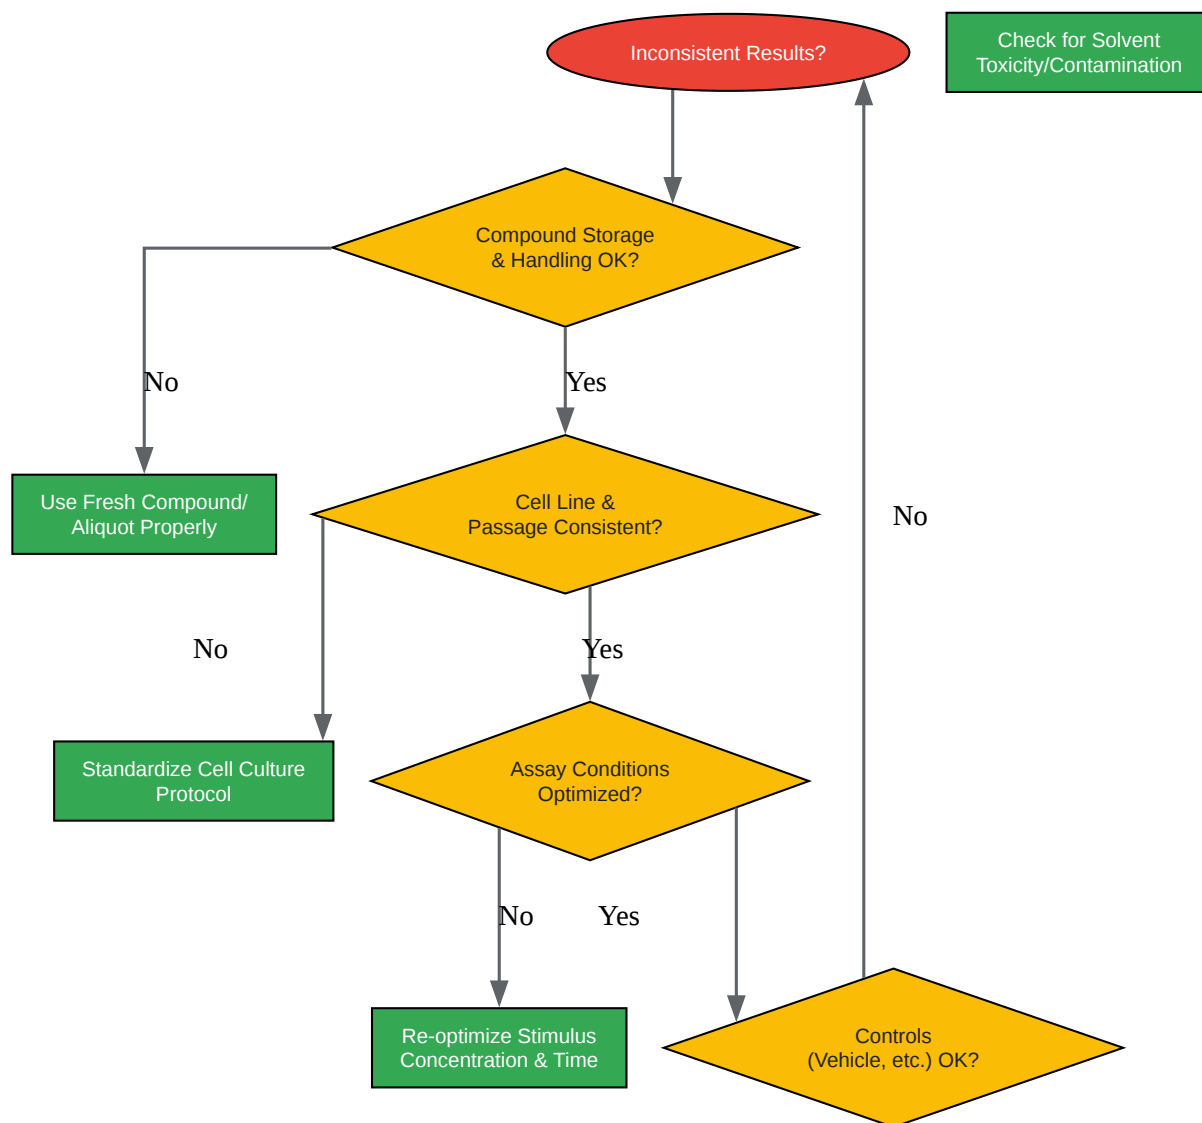 Inconsistent Results?
Check for Solvent
Toxicity/Contamination
Compound Storage
& Handling OK?
No
Yes
Use Fresh Compound/
Aliquot Properly
Cell Line &
Passage Consistent?
No
No
Yes
Standardize Cell Culture
Protocol
Assay Conditions
Optimized?
No
Yes
Re-optimize Stimulus
Concentration & Time
Controls
(Vehicle, etc.) OK?